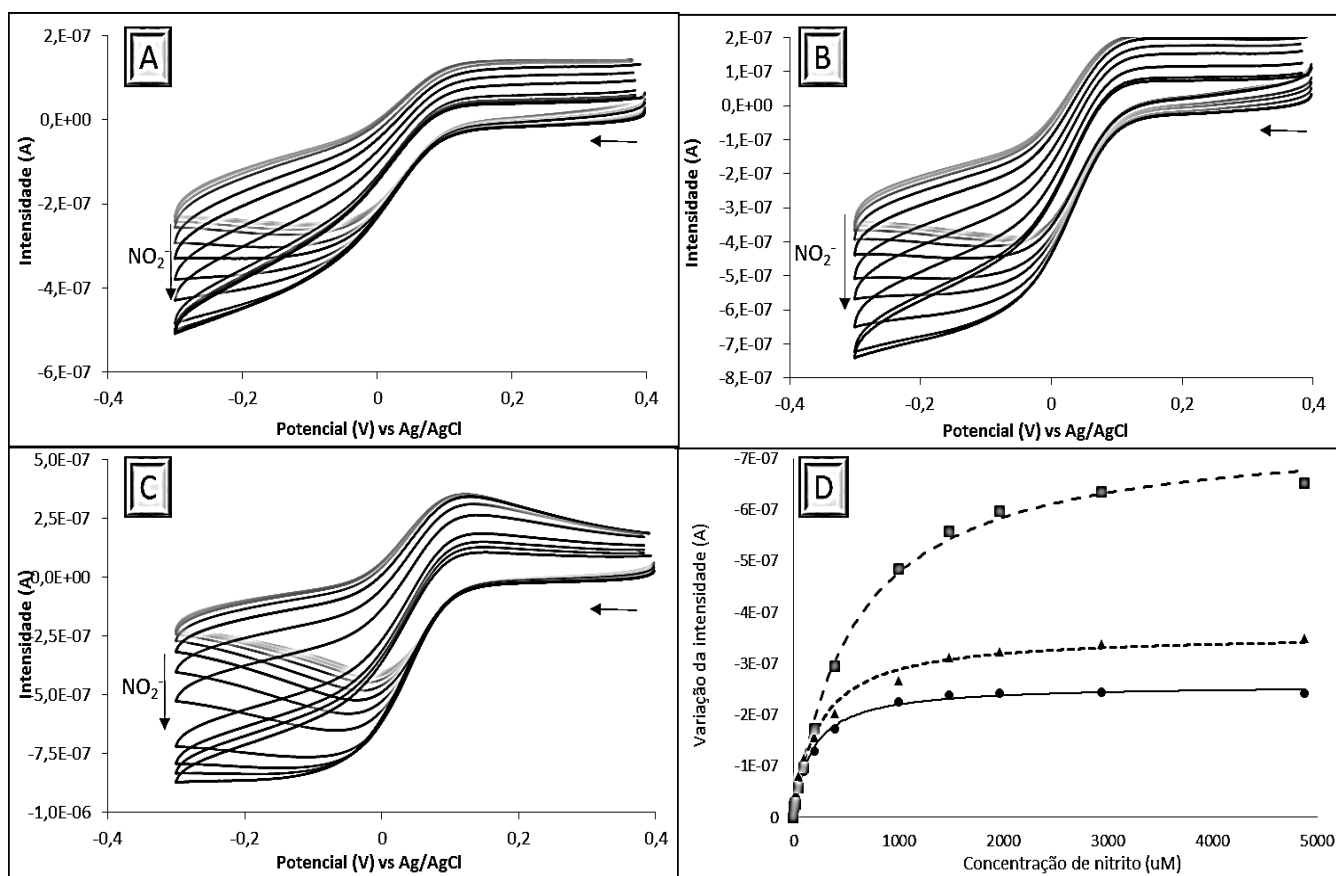 A
2,E-07
0,E+00
-2,E-07
-4,E-07
-6,E-07
Intensidade (A)
NO₂⁻
-0,4
-0,2
0
0,2
0,4
Potencial (V) vs Ag/AgCl
B
2,E-07
1,E-07
0,E+00
-1,E-07
-2,E-07
-3,E-07
-4,E-07
-5,E-07
-6,E-07
-7,E-07
-8,E-07
Intensidade (A)
NO₂⁻
-0,4
-0,2
0
0,2
0,4
Potencial (V) vs Ag/AgCl
C
5,0E-07
2,5E-07
0,0E+00
-2,5E-07
-5,0E-07
-7,5E-07
-1,0E-06
Intensidade (A)
NO₂⁻
-0,4
-0,2
0
0,2
0,4
Potencial (V) vs Ag/AgCl
D
-7E-07
-6E-07
-5E-07
-4E-07
-3E-07
-2E-07
-1E-07
0
Variação da intensidade (A)
0
1000
2000
3000
4000
5000
Concentração de nitrito (uM)